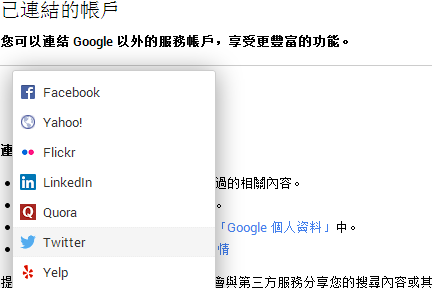 已連結的帳戶
您可以連結 Google 以外的服務帳戶，享受更豐富的功能。
Facebook
Yahoo!
Flickr
連
LinkedIn
過的相關內容。
Quora
。
Twitter
「Google 個人資料」中。
情
Yelp
提
會與第三方服務分享您的搜尋內容或其